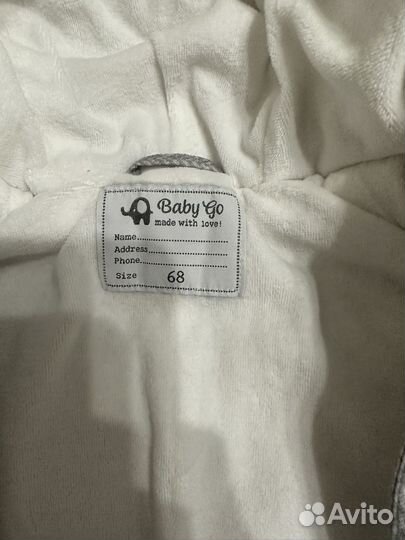 Baby Go
made with love!
Name
Address
Phone
Size 68
Avito